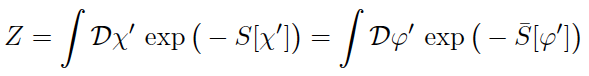 Z = ∫ 𝒟χ′ exp ( − S[χ′]) = ∫ 𝒟φ′ exp ( − S̄[φ′])